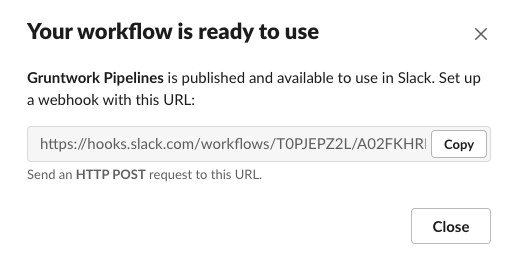 Your workflow is ready to use
Gruntwork Pipelines is published and available to use in Slack. Set up
a webhook with this URL:
https://hooks.slack.com/workflows/T0PJEPZ2L/A02FKHR
Copy
Send an HTTP POST request to this URL.
Close